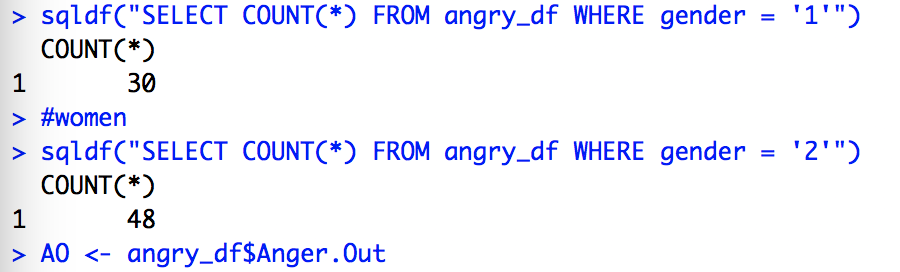 > sqldf("SELECT COUNT(*) FROM angry_df WHERE gender = '1'")
  COUNT(*)
1       30
> #women
> sqldf("SELECT COUNT(*) FROM angry_df WHERE gender = '2'")
  COUNT(*)
1       48
> AO <- angry_df$Anger.Out